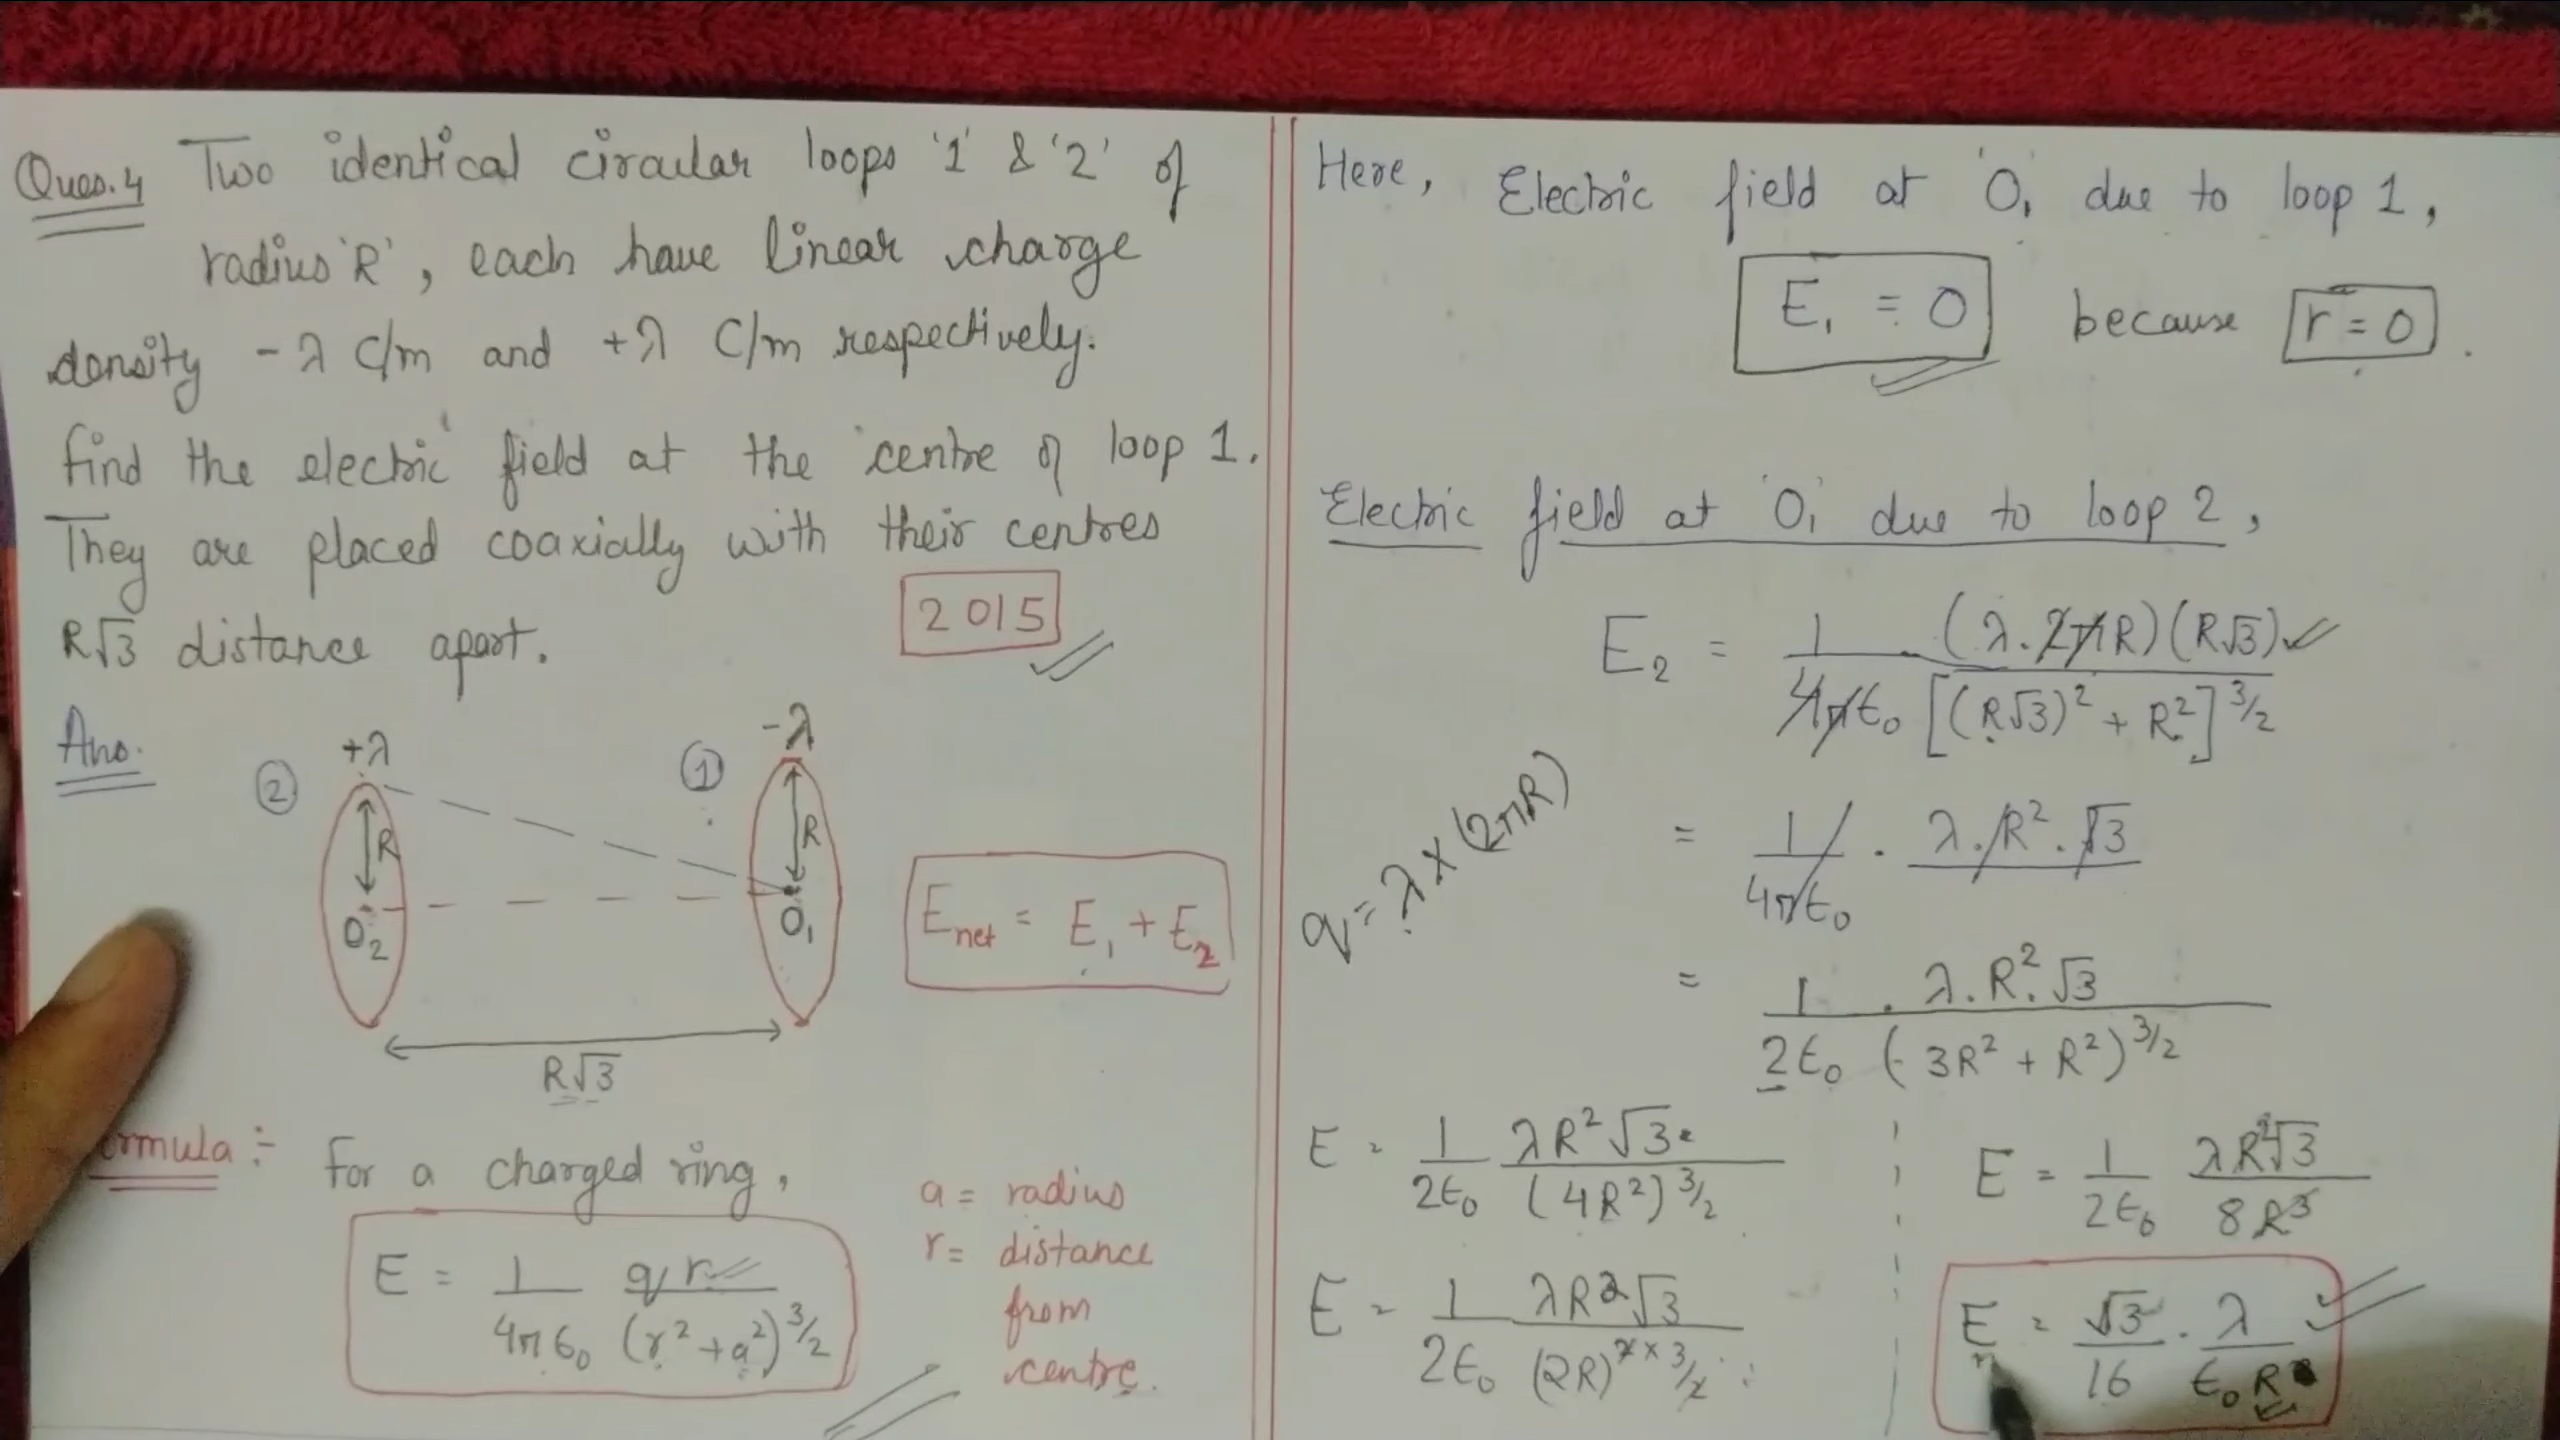 Ques.4 Two identical circular loops '1' & '2' of
radius 'R', each have linear charge
density -λ C/m and +λ C/m respectively.
find the electric field at the centre of loop 1.
They are placed coaxially with their centres
R√3 distance apart.
2015
Ans.
② +λ
① -λ
R
R
O₂
O₁
R√3
E_net = E₁ + E₂
Formula :- For a charged ring,
E = 1/4πε₀ qr/(r² + a²)^3/2
a = radius
r = distance
from
centre.
Here, Electric field at 'O₁' due to loop 1,
E₁ = 0 because r = 0.
Electric field at 'O₁' due to loop 2,
E₂ = 1/4πε₀ (λ.2πR)(R√3)/[(R√3)² + R²]^3/2
q = λ × (2πR)
= 1/4πε₀ . λ.R².√3
= 1/2ε₀ . λ.R².√3/(3R² + R²)^3/2
E = 1/2ε₀ λR²√3/(4R²)^3/2
E = 1/2ε₀ λR²√3/(2R)^2×3/2
E = 1/2ε₀ λR²√3/8R³
E = √3/16 . λ/ε₀R